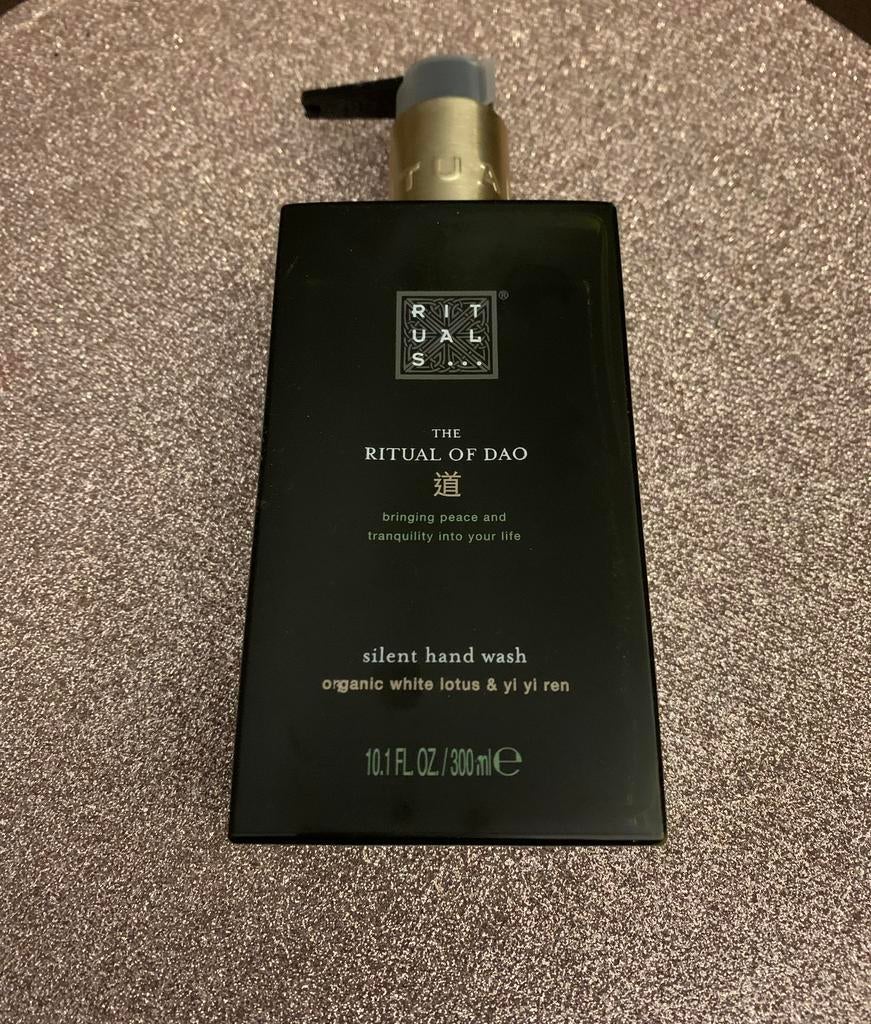 TUA
RIT
UAL
S...
®
THE
RITUAL OF DAO
道
bringing peace and
tranquility into your life
silent hand wash
organic white lotus & yi yi ren
10.1 FL. OZ. / 300 ml ℮